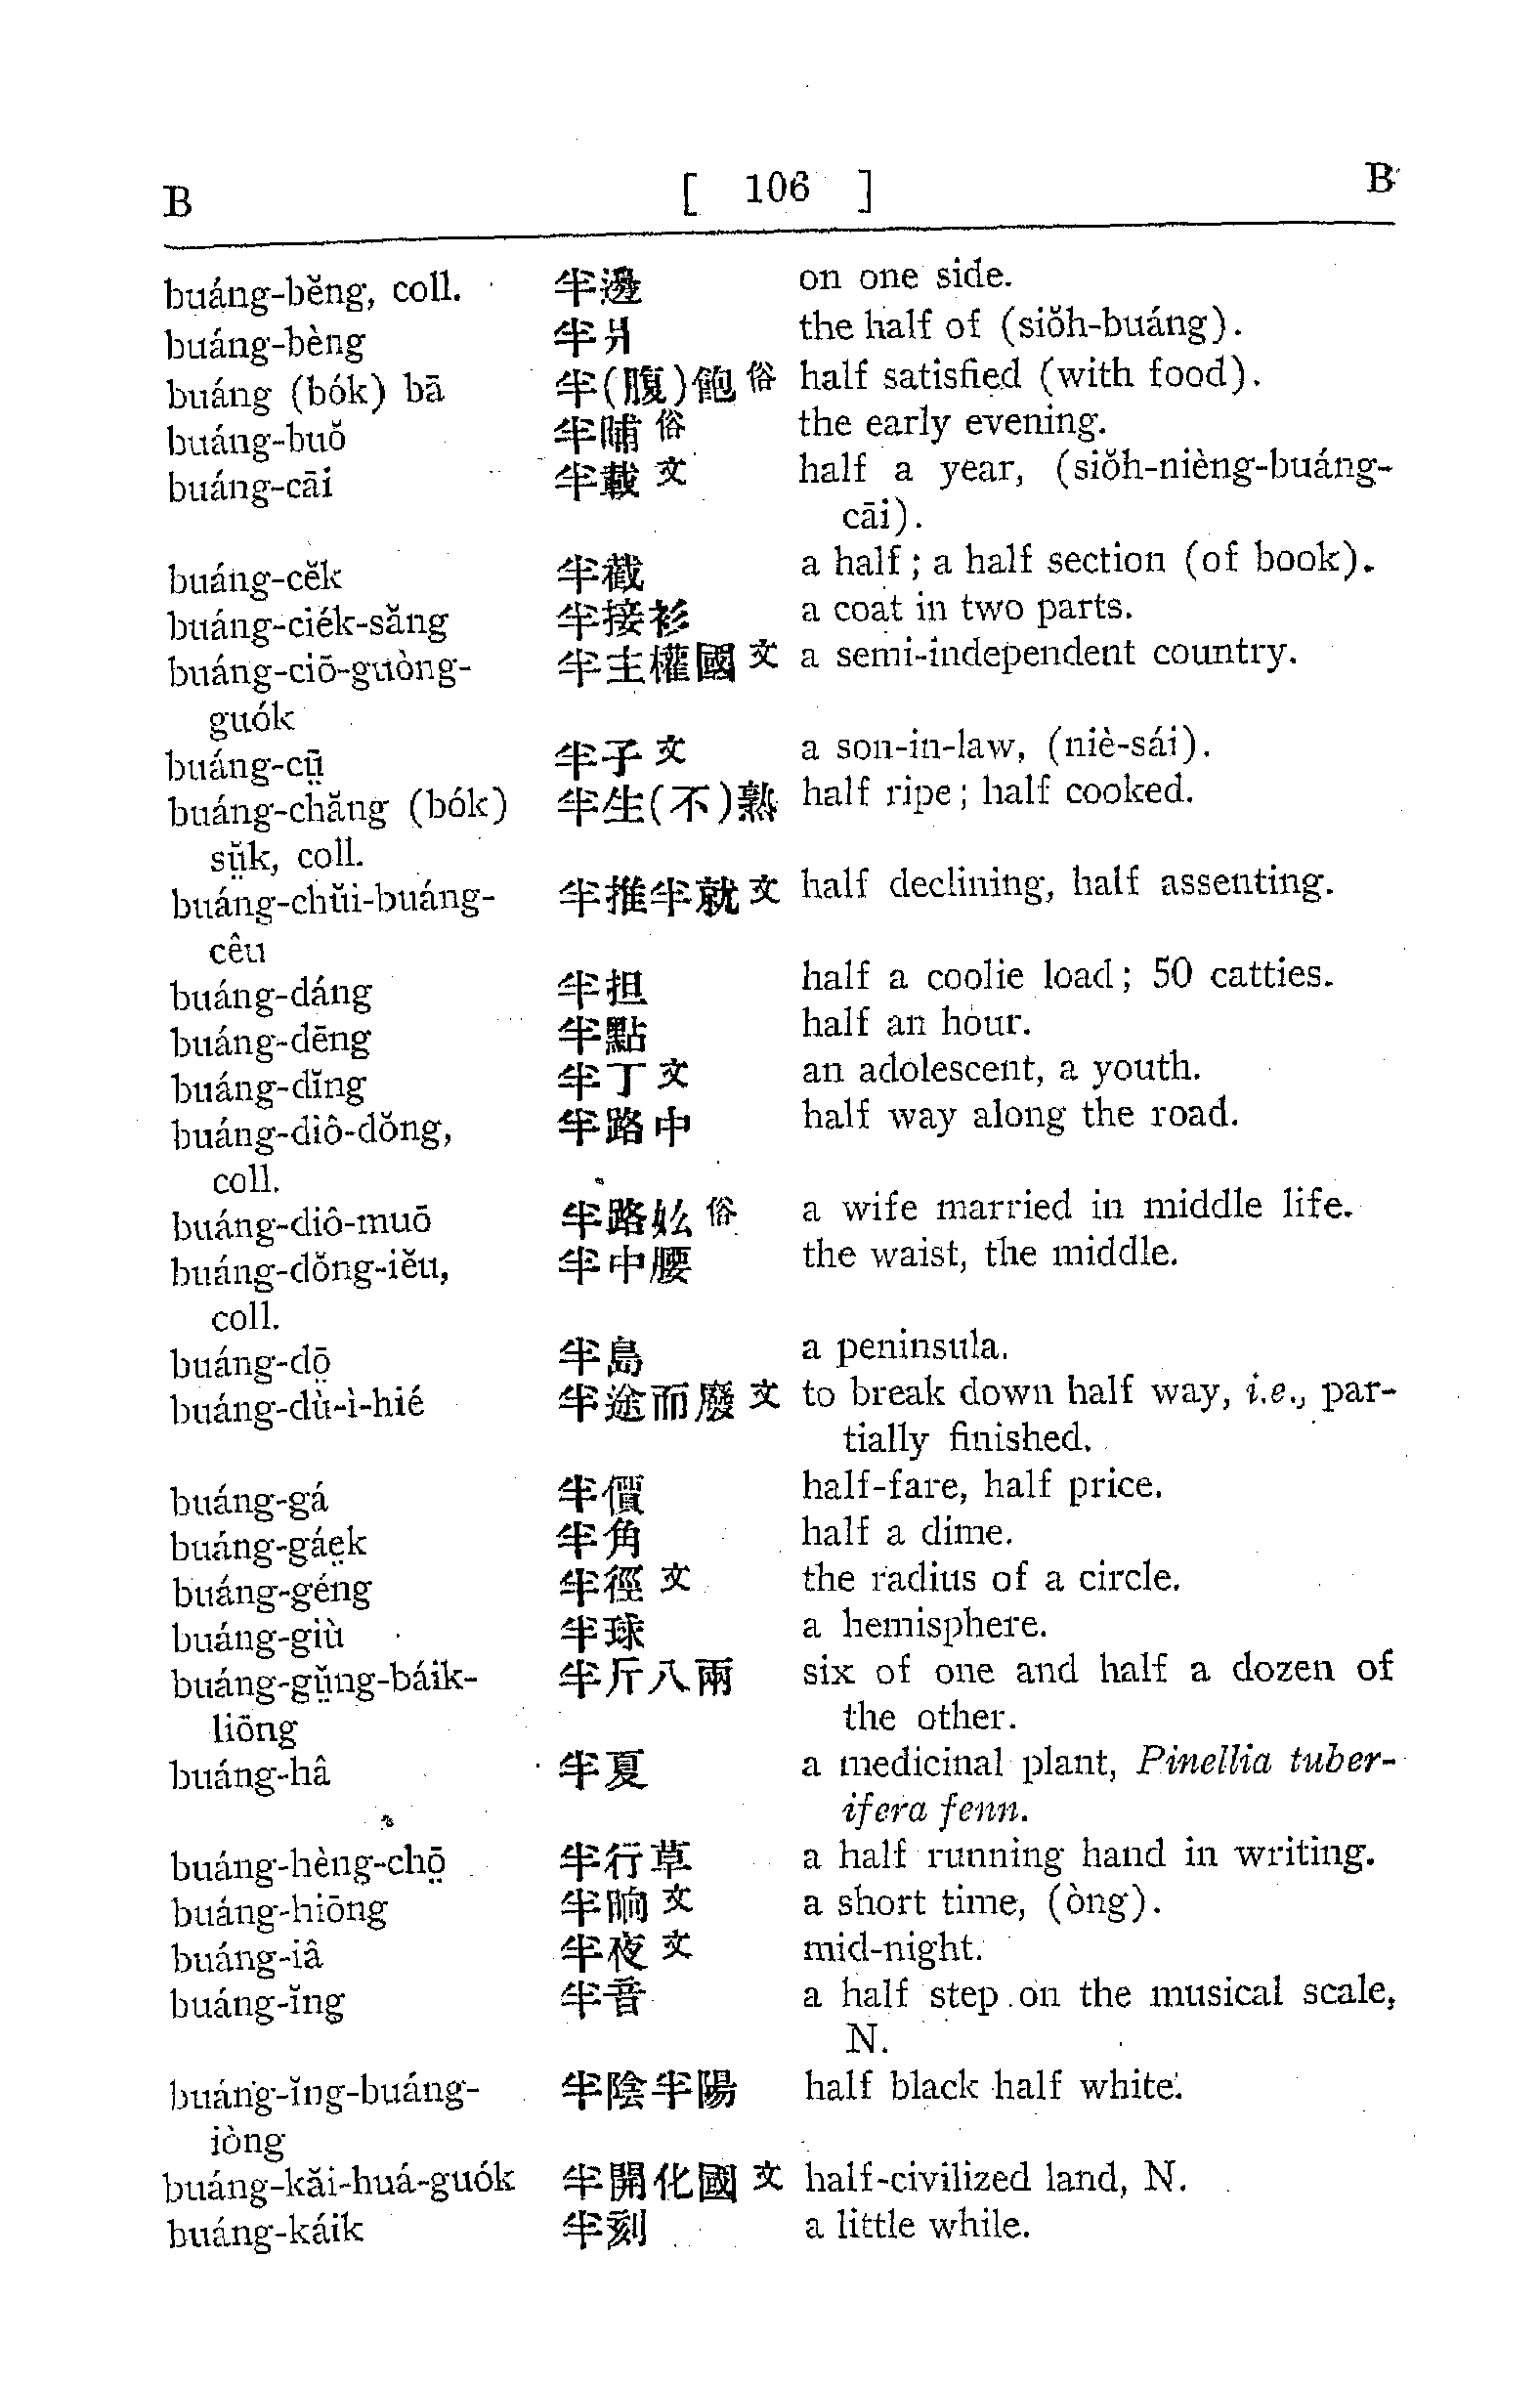 B [ 106 ] B
buáng-bĕng, coll. 半邊 on one side.
buáng-bèng 半爿 the half of (siŏh-buáng).
buáng (bók) bā 半(腹)飽 俗 half satisfied (with food).
buáng-buŏ 半晡 俗 the early evening.
buáng-cāi 半載 文 half a year, (siŏh-nièng-buáng-
cāi).
buáng-cĕk 半截 a half; a half section (of book).
buáng-ciék-săng 半接衫 a coat in two parts.
buáng-ciō-guòng- 半主權國 文 a semi-independent country.
guók
buáng-cṳ̄ 半子 文 a son-in-law, (niè-sái).
buáng-chăng (bók) 半生(不)熟 half ripe; half cooked.
sṳ̆k, coll.
buáng-chŭi-buáng- 半推半就 文 half declining, half assenting.
cêu
buáng-dáng 半担 half a coolie load; 50 catties.
buáng-dēng 半點 half an hour.
buáng-dĭng 半丁 文 an adolescent, a youth.
buáng-diô-dŏng, 半路中 half way along the road.
coll.
buáng-diô-muō 半路㚰 俗 a wife married in middle life.
buáng-dŏng-iĕu, 半中腰 the waist, the middle.
coll.
buáng-dō̤ 半島 a peninsula.
buáng-dù-ì-hié 半途而廢 文 to break down half way, i.e., par-
tially finished.
buáng-gá 半價 half-fare, half price.
buáng-gáe̤k 半角 half a dime.
buáng-géng 半徑 文 the radius of a circle.
buáng-giù 半球 a hemisphere.
buáng-gṳ̆ng-báik- 半斤八兩 six of one and half a dozen of
liōng the other.
buáng-hâ 半夏 a medicinal plant, Pinellia tuber-
ifera fenn.
buáng-hèng-chō̤ 半行草 a half running hand in writing.
buáng-hiōng 半晌 文 a short time, (òng).
buáng-iâ 半夜 文 mid-night.
buáng-ĭng 半音 a half step on the musical scale,
N.
buáng-ĭng-buáng- 半陰半陽 half black half white.
iòng
buáng-kăi-huá-guók 半開化國 文 half-civilized land, N.
buáng-káik 半刻 a little while.